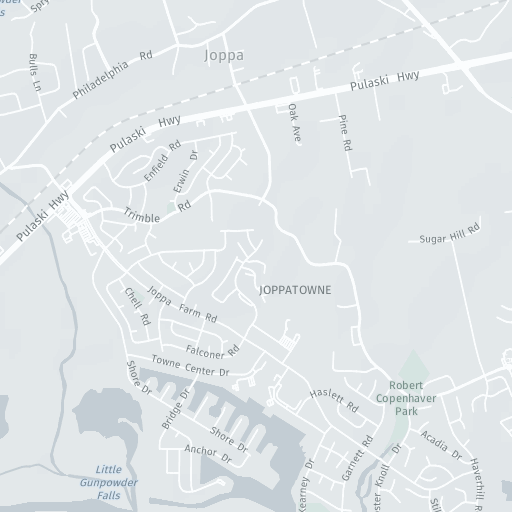 Falls
Bulls Ln
Philadelphia Rd
Joppa
Pulaski Hwy
Oak Ave
Pine Rd
Pulaski Hwy
Enfield Rd
Erwin Dr
Pulaski Hwy
Trimble Rd
Sugar Hill Rd
Joppa Farm Rd
JOPPATOWNE
Chell Rd
Falconer Rd
Towne Center Dr
Shore Dr
Bridge Dr
Haslett Rd
Robert
Copenhaver
Park
Shore Dr
Anchor Dr
Acadia Dr
Garnett Rd
Haverhill
Little
Gunpowder
Falls
Kearney Dr
Knoll Dr